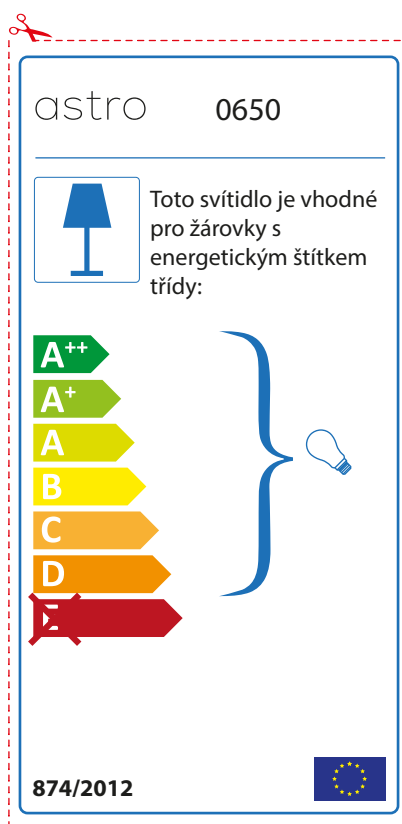 astro 0650
Toto svítidlo je vhodné
pro žárovky s
energetickým štítkem
třídy:
A++
A+
A
B
C
D
E
874/2012